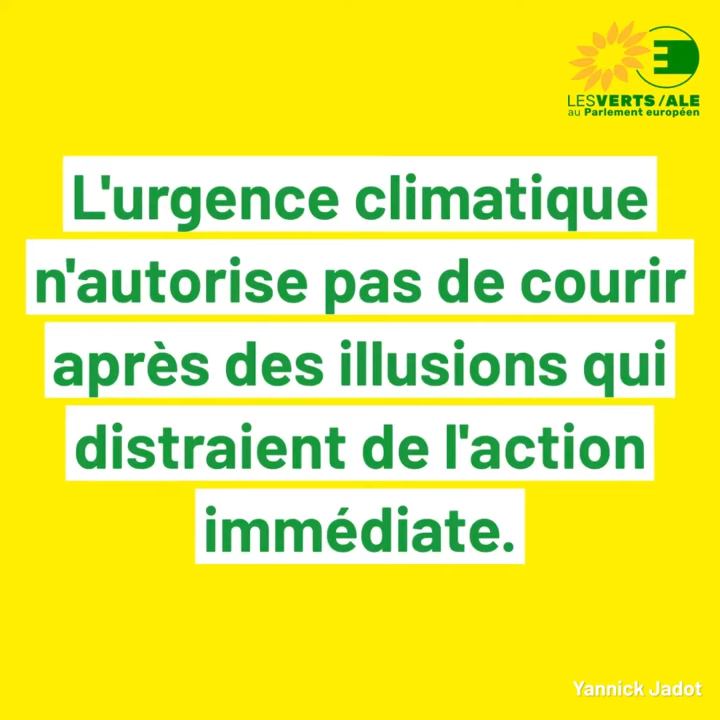 LESVERTS/ALE
au Parlement européen
L'urgence climatique
n'autorise pas de courir
après des illusions qui
distraient de l'action
immédiate.
Yannick Jadot